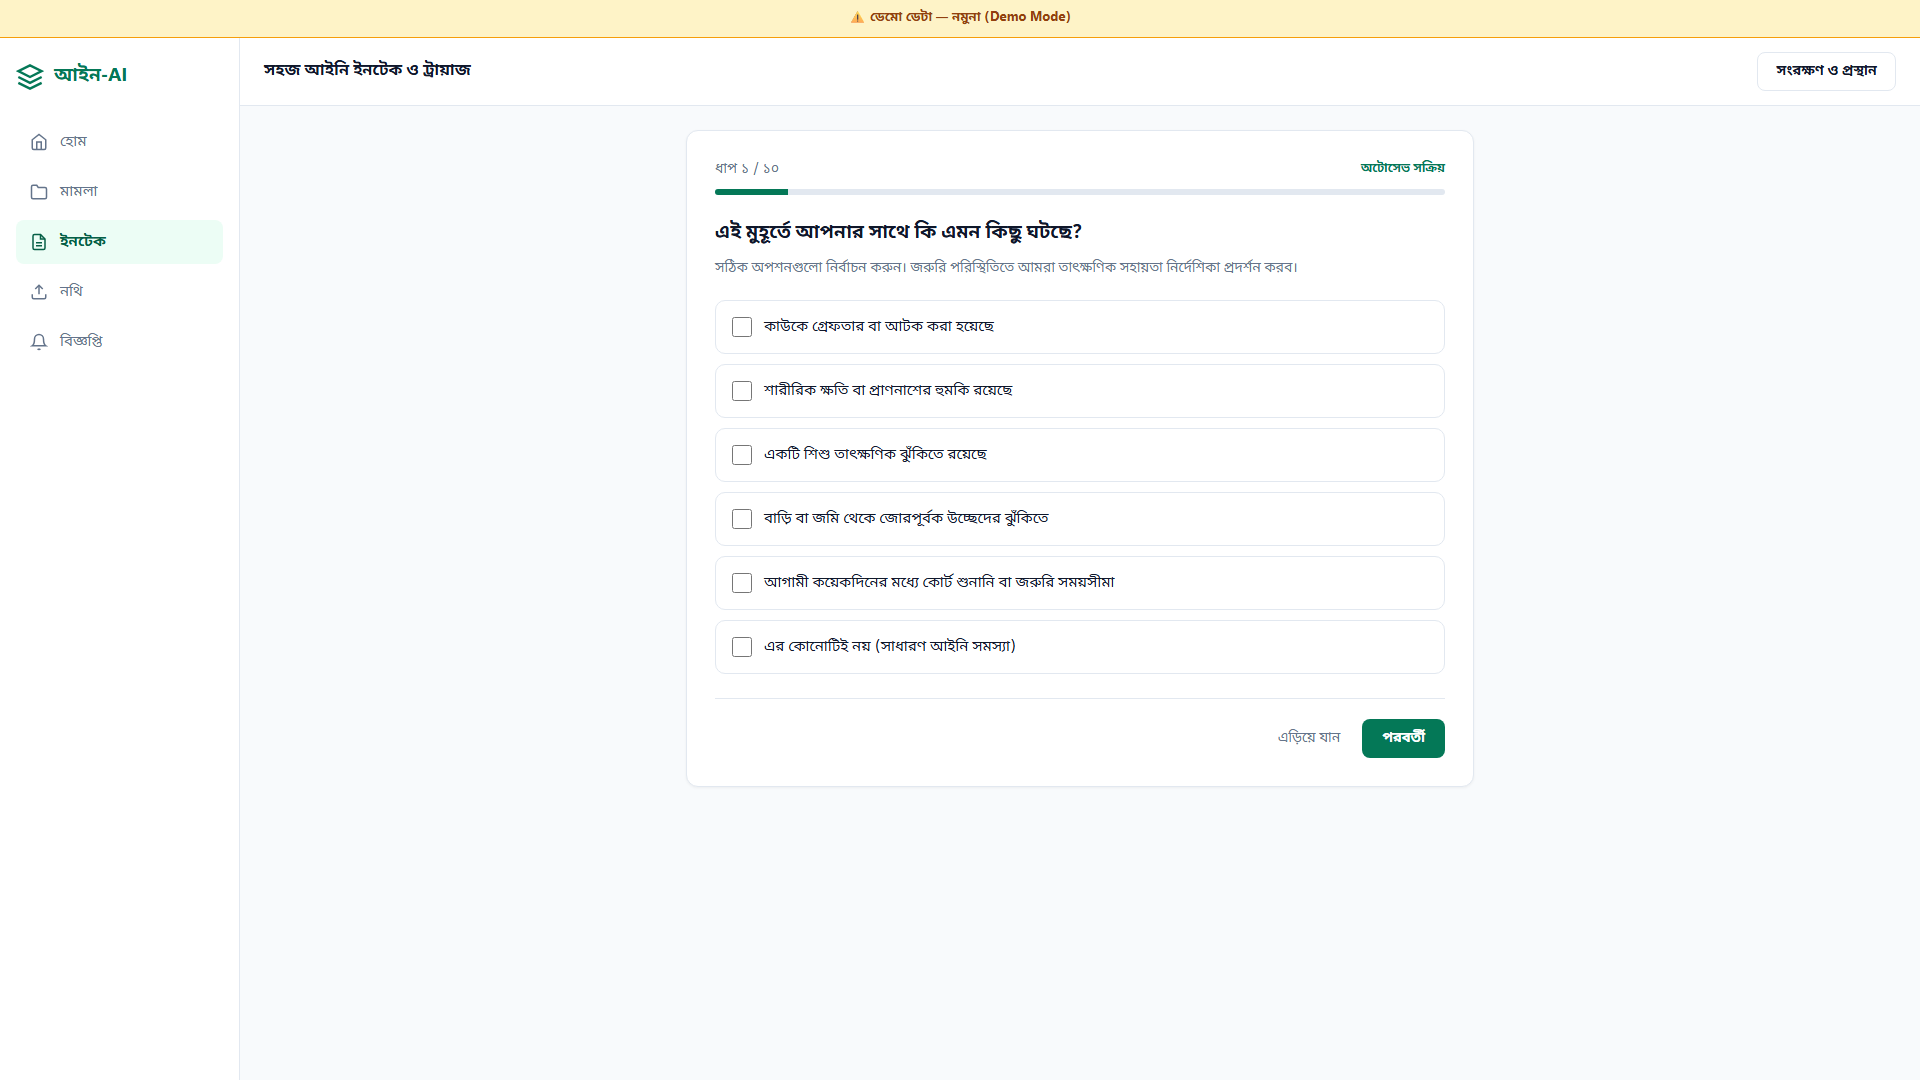 ⚠️ ডেমো ডেটা — নমুনা (Demo Mode)
আইন-AI
সহজ আইনি ইনটেক ও ট্রায়াজ
সংরক্ষণ ও প্রস্থান
হোম
মামলা
ইনটেক
নথি
বিজ্ঞপ্তি
ধাপ ১ / ১০
অটোসেভ সক্রিয়
এই মুহূর্তে আপনার সাথে কি এমন কিছু ঘটছে?
সঠিক অপশনগুলো নির্বাচন করুন। জরুরি পরিস্থিতিতে আমরা তাৎক্ষণিক সহায়তা নির্দেশিকা প্রদর্শন করব।
কাউকে গ্রেফতার বা আটক করা হয়েছে
শারীরিক ক্ষতি বা প্রাণনাশের হুমকি রয়েছে
একটি শিশু তাৎক্ষণিক ঝুঁকিতে রয়েছে
বাড়ি বা জমি থেকে জোরপূর্বক উচ্ছেদের ঝুঁকিতে
আগামী কয়েকদিনের মধ্যে কোর্ট শুনানি বা জরুরি সময়সীমা
এর কোনোটিই নয় (সাধারণ আইনি সমস্যা)
এড়িয়ে যান
পরবর্তী